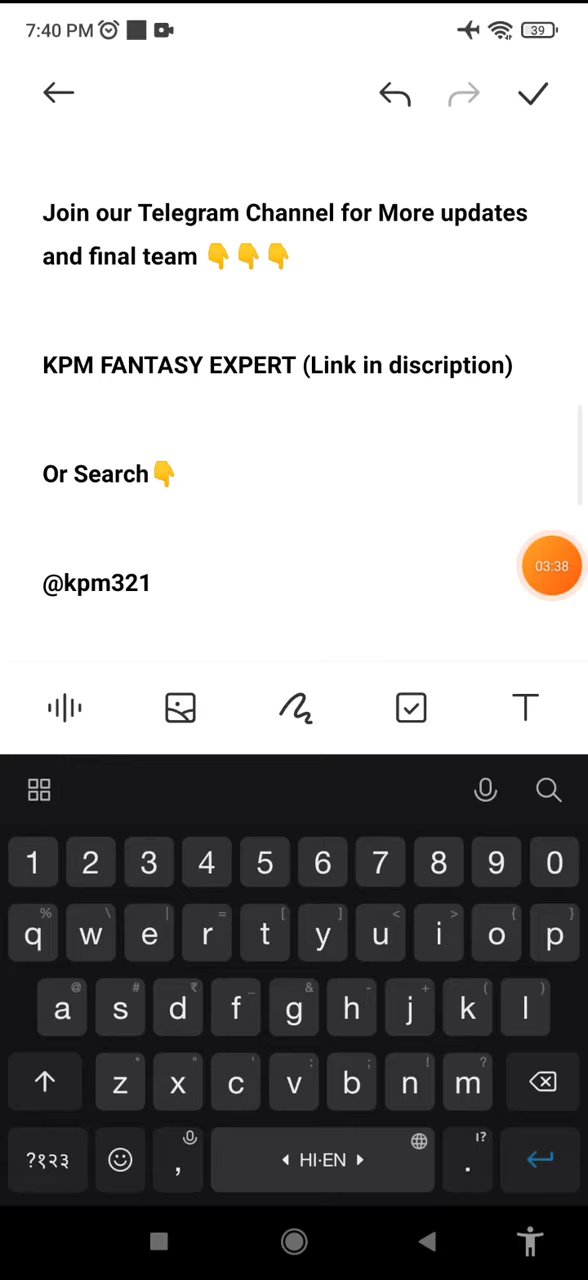 7:40 PM
39
Join our Telegram Channel for More updates
and final team 👇👇👇
KPM FANTASY EXPERT (Link in discription)
Or Search👇
@kpm321
03:38
T
1 2 3 4 5 6 7 8 9 0
% \ | = [ ] < > { }
q w e r t y u i o p
@ # ₹ _ & - + ( )
a s d f g h j k l
* " ' : ; ! ?
z x c v b n m
?१२३ , HI·EN . !?